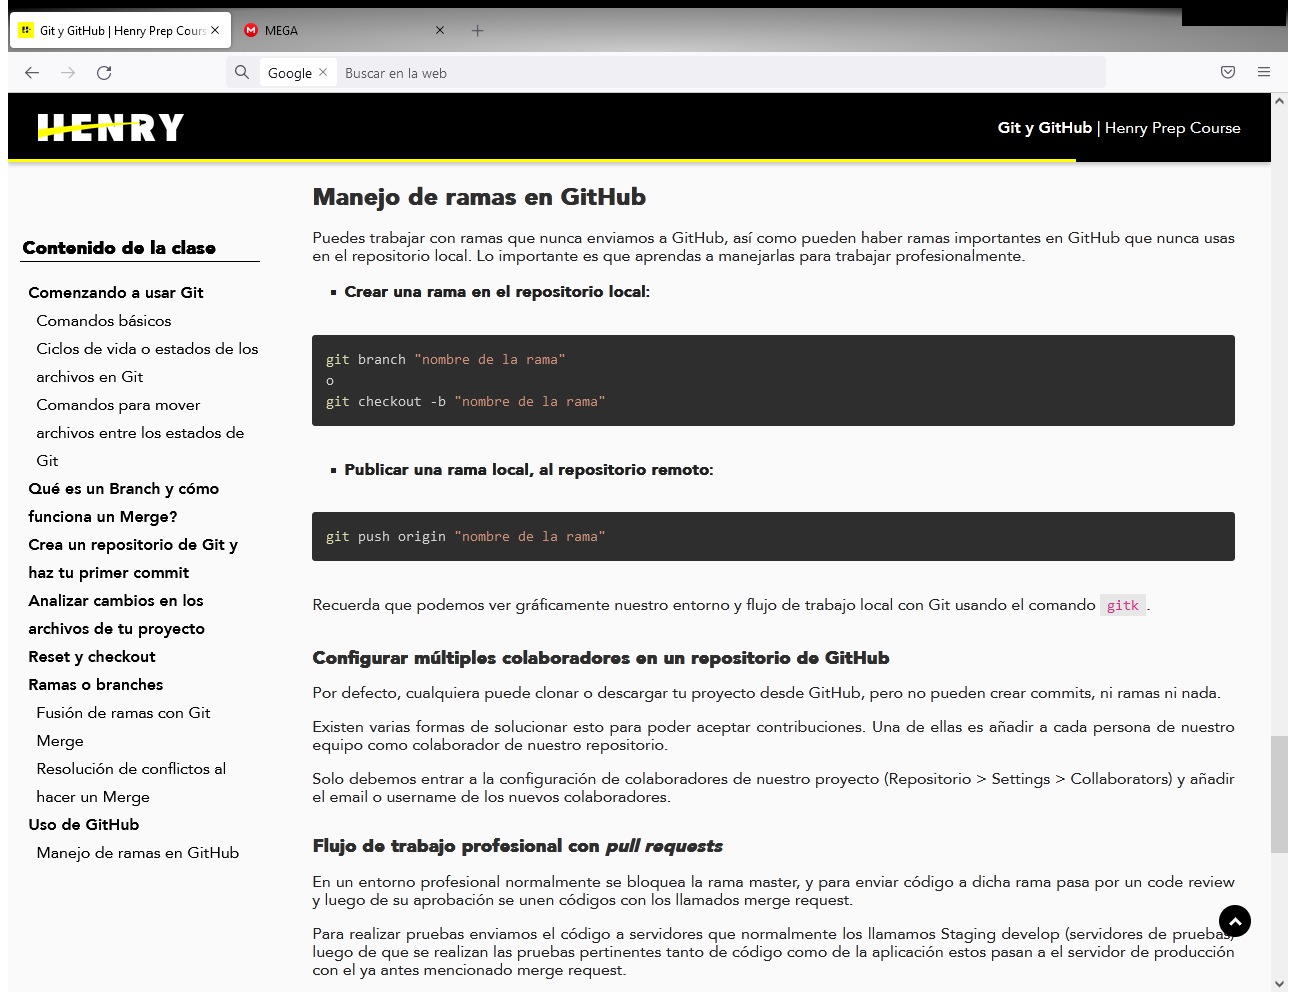 Git y GitHub | Henry Prep Cours
MEGA
Google
Buscar en la web
HENRY
Git y GitHub | Henry Prep Course
Contenido de la clase
Comenzando a usar Git
Comandos básicos
Ciclos de vida o estados de los
archivos en Git
Comandos para mover
archivos entre los estados de
Git
Qué es un Branch y cómo
funciona un Merge?
Crea un repositorio de Git y
haz tu primer commit
Analizar cambios en los
archivos de tu proyecto
Reset y checkout
Ramas o branches
Fusión de ramas con Git
Merge
Resolución de conflictos al
hacer un Merge
Uso de GitHub
Manejo de ramas en GitHub
Manejo de ramas en GitHub
Puedes trabajar con ramas que nunca enviamos a GitHub, así como pueden haber ramas importantes en GitHub que nunca usas
en el repositorio local. Lo importante es que aprendas a manejarlas para trabajar profesionalmente.
▪ Crear una rama en el repositorio local:
git branch "nombre de la rama"
o
git checkout -b "nombre de la rama"
▪ Publicar una rama local, al repositorio remoto:
git push origin "nombre de la rama"
Recuerda que podemos ver gráficamente nuestro entorno y flujo de trabajo local con Git usando el comando gitk .
Configurar múltiples colaboradores en un repositorio de GitHub
Por defecto, cualquiera puede clonar o descargar tu proyecto desde GitHub, pero no pueden crear commits, ni ramas ni nada.
Existen varias formas de solucionar esto para poder aceptar contribuciones. Una de ellas es añadir a cada persona de nuestro
equipo como colaborador de nuestro repositorio.
Solo debemos entrar a la configuración de colaboradores de nuestro proyecto (Repositorio > Settings > Collaborators) y añadir
el email o username de los nuevos colaboradores.
Flujo de trabajo profesional con pull requests
En un entorno profesional normalmente se bloquea la rama master, y para enviar código a dicha rama pasa por un code review
y luego de su aprobación se unen códigos con los llamados merge request.
Para realizar pruebas enviamos el código a servidores que normalmente los llamamos Staging develop (servidores de pruebas)
luego de que se realizan las pruebas pertinentes tanto de código como de la aplicación estos pasan a el servidor de producción
con el ya antes mencionado merge request.